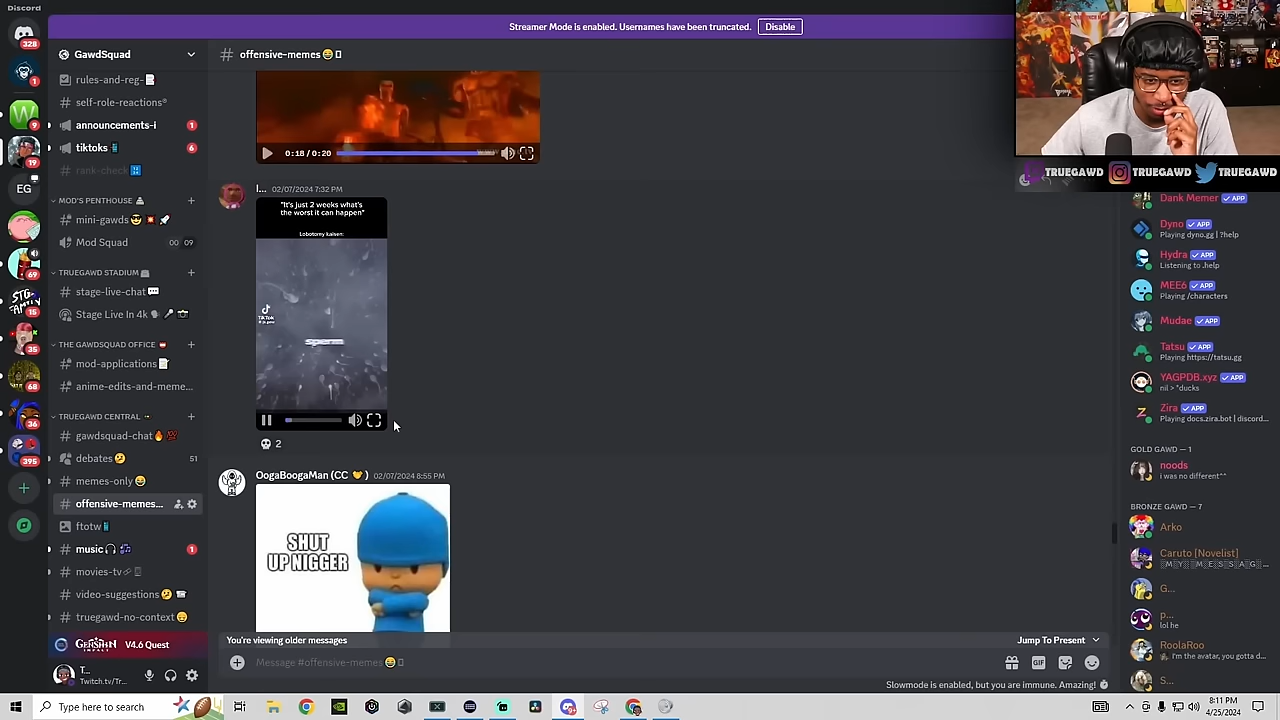 Discord
Streamer Mode is enabled. Usernames have been truncated.
Disable
328
1
9
19
EG
69
15
35
68
36
395
GawdSquad
rules-and-reg-
# self-role-reactions
announcements-i
1
tiktoks
6
rank-check
MOD'S PENTHOUSE
# mini-gawds
Mod Squad
00 09
TRUEGAWD STADIUM
# stage-live-chat
Stage Live In 4k
THE GAWDSQUAD OFFICE
# mod-applications
# anime-edits-and-meme...
TRUEGAWD CENTRAL
# gawdsquad-chat
# debates
51
# memes-only
# offensive-memes...
ftotw
# music
1
# movies-tv
# video-suggestions
# truegawd-no-context
GENSHIN
V4.6 Quest
T...
Twitch.tv/Tr...
# offensive-memes
0:18 / 0:20
I... 02/07/2024 7:32 PM
"It's just 2 weeks what's
the worst it can happen"
Lobotomy kaisen:
TikTok
sperm
2
OogaBoogaMan (CC ) 02/07/2024 8:55 PM
SHUT
UP NIGGER
You're viewing older messages
Jump To Present
Message #offensive-memes
GIF
Slowmode is enabled, but you are immune. Amazing!
TRUEGAWD TRUEGAWD TRUEGAWD
Dank Memer APP
Dyno APP
Playing dyno.gg | ?help
Hydra APP
Listening to .help
MEE6 APP
Playing /characters
Mudae APP
Tatsu APP
Playing https://tatsu.gg
YAGPDB.xyz APP
nil > *ducks
Zira APP
Playing docs.zira.bot | discord...
GOLD GAWD — 1
noods
i was no different^^
BRONZE GAWD — 7
Arko
Caruto [Novelist]
M Y M E S S A G...
G...
p...
lol he
RoolaRoo
I'm the avatar, you gotta d...
S...
Type here to search
8:11 PM
4/25/2024